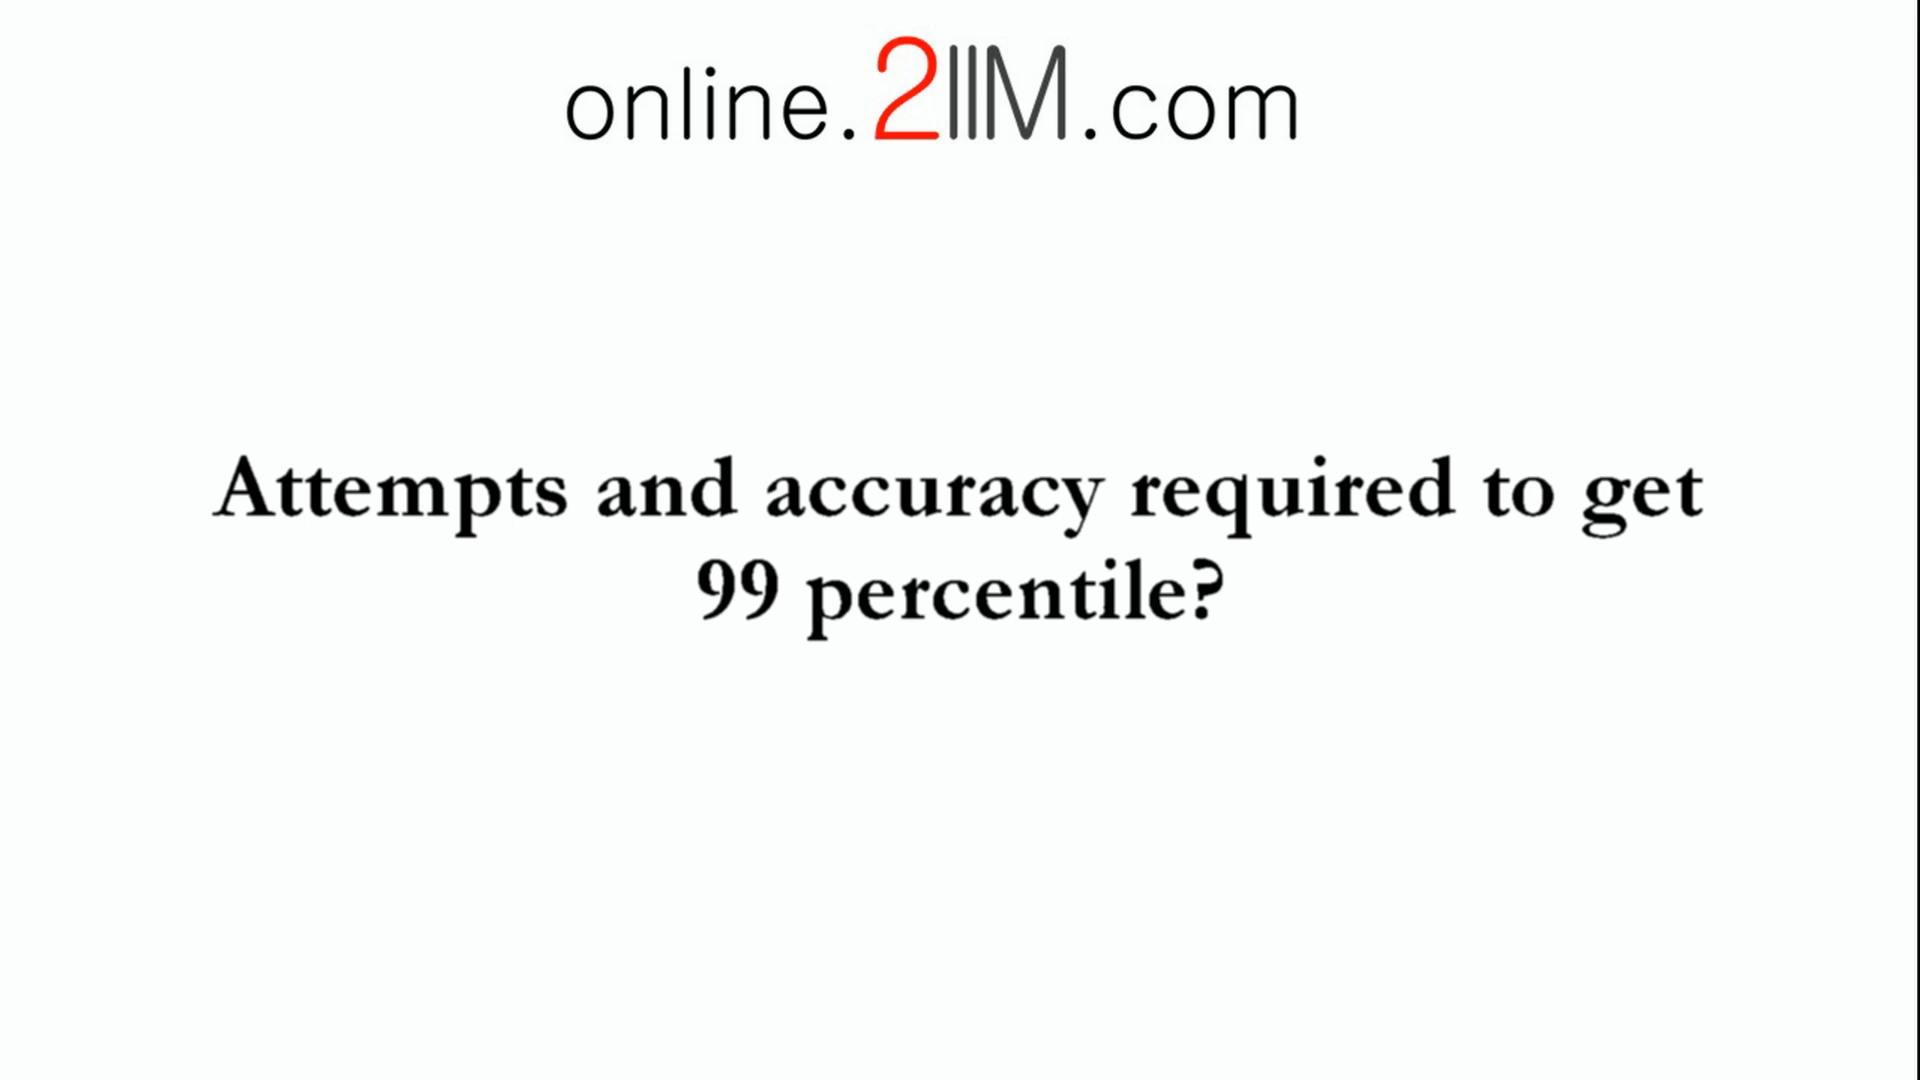 online.2IIM.com
Attempts and accuracy required to get
99 percentile?